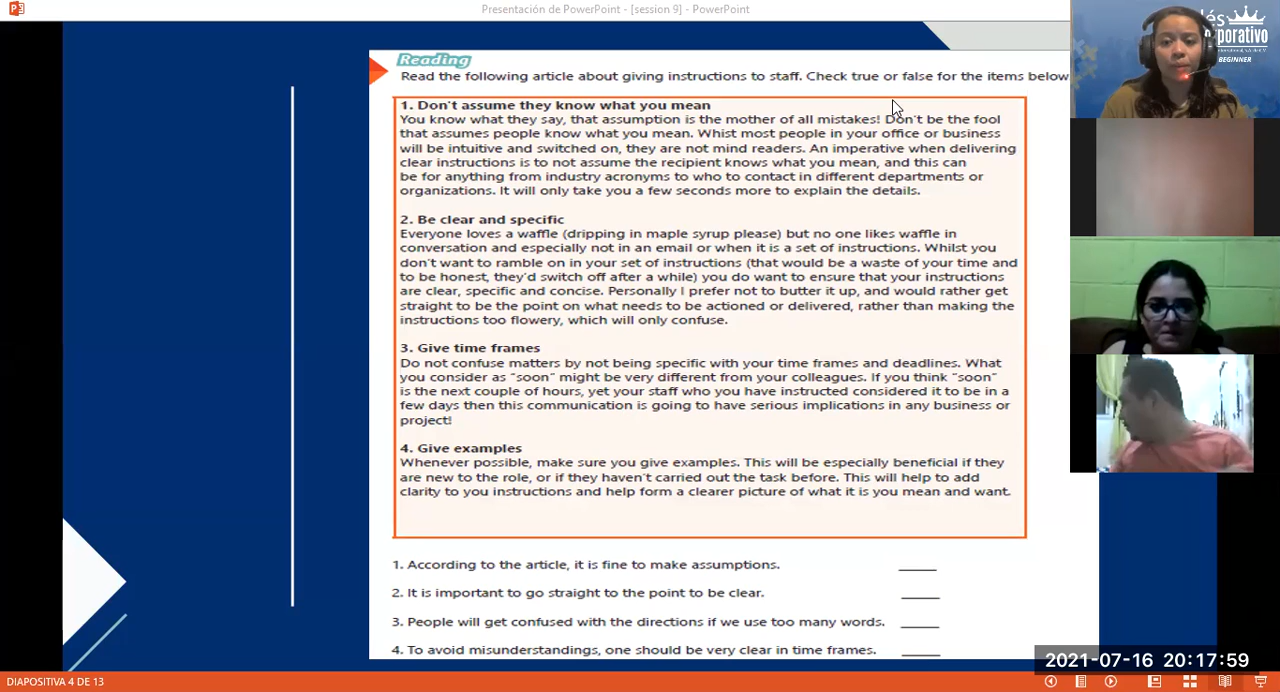 Presentación de PowerPoint - [session 9] - PowerPoint
BEGINNER
Reading
Read the following article about giving instructions to staff. Check true or false for the items below
1. Don't assume they know what you mean
You know what they say, that assumption is the mother of all mistakes! Don't be the fool
that assumes people know what you mean. Whist most people in your office or business
will be intuitive and switched on, they are not mind readers. An imperative when delivering
clear instructions is to not assume the recipient knows what you mean, and this can
be for anything from industry acronyms to who to contact in different departments or
organizations. It will only take you a few seconds more to explain the details.
2. Be clear and specific
Everyone loves a waffle (dripping in maple syrup please) but no one likes waffle in
conversation and especially not in an email or when it is a set of instructions. Whilst you
don't want to ramble on in your set of instructions (that would be a waste of your time and
to be honest, they'd switch off after a while) you do want to ensure that your instructions
are clear, specific and concise. Personally I prefer not to butter it up, and would rather get
straight to be the point on what needs to be actioned or delivered, rather than making the
instructions too flowery, which will only confuse.
3. Give time frames
Do not confuse matters by not being specific with your time frames and deadlines. What
you consider as "soon" might be very different from your colleagues. If you think "soon"
is the next couple of hours, yet your staff who you have instructed considered it to be in a
few days then this communication is going to have serious implications in any business or
project!
4. Give examples
Whenever possible, make sure you give examples. This will be especially beneficial if they
are new to the role, or if they haven't carried out the task before. This will help to add
clarity to you instructions and help form a clearer picture of what it is you mean and want.
1. According to the article, it is fine to make assumptions.
2. It is important to go straight to the point to be clear.
3. People will get confused with the directions if we use too many words.
4. To avoid misunderstandings, one should be very clear in time frames.
2021-07-16 20:17:59
DIAPOSITIVA 4 DE 13